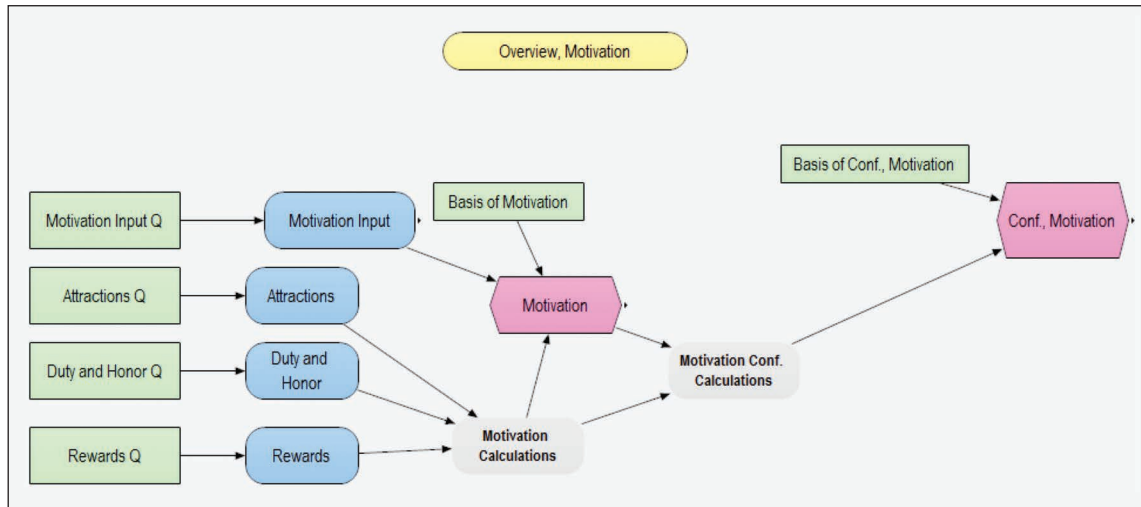 Overview, Motivation
Basis of Conf., Motivation
Motivation Input Q
Motivation Input
Basis of Motivation
Conf., Motivation
Attractions Q
Attractions
Motivation
Duty and Honor Q
Duty and
Honor
Motivation Conf.
Calculations
Rewards Q
Rewards
Motivation
Calculations